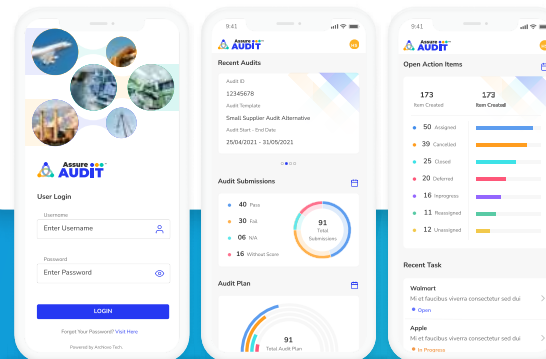 Assure
AUDIT
User Login
Username
Enter Username
Password
Enter Password
LOGIN
Forget Your Password? Visit Here
Powered by AcNoro Tech.
9:41
Assure
AUDIT
Recent Audits
Audit ID
12345678
Audit Template
Small Supplier Audit Alternative
Audit Start - End Date
25/04/2021 - 31/05/2021
Audit Submissions
40 Pass
30 Fail
06 N/A
16 Without Score
91
Total
Submissions
Audit Plan
91
Total Audit Plan
9:41
Assure
AUDIT
Open Action Items
173
Item Created
173
Item Created
50 Assigned
39 Cancelled
25 Closed
20 Deferred
16 Inprogress
11 Reassigned
12 Unassigned
Recent Task
Walmart
Mi et faucibus viverra consectetur sed dui
Open
Apple
Mi et faucibus viverra consectetur sed dui
In Progress